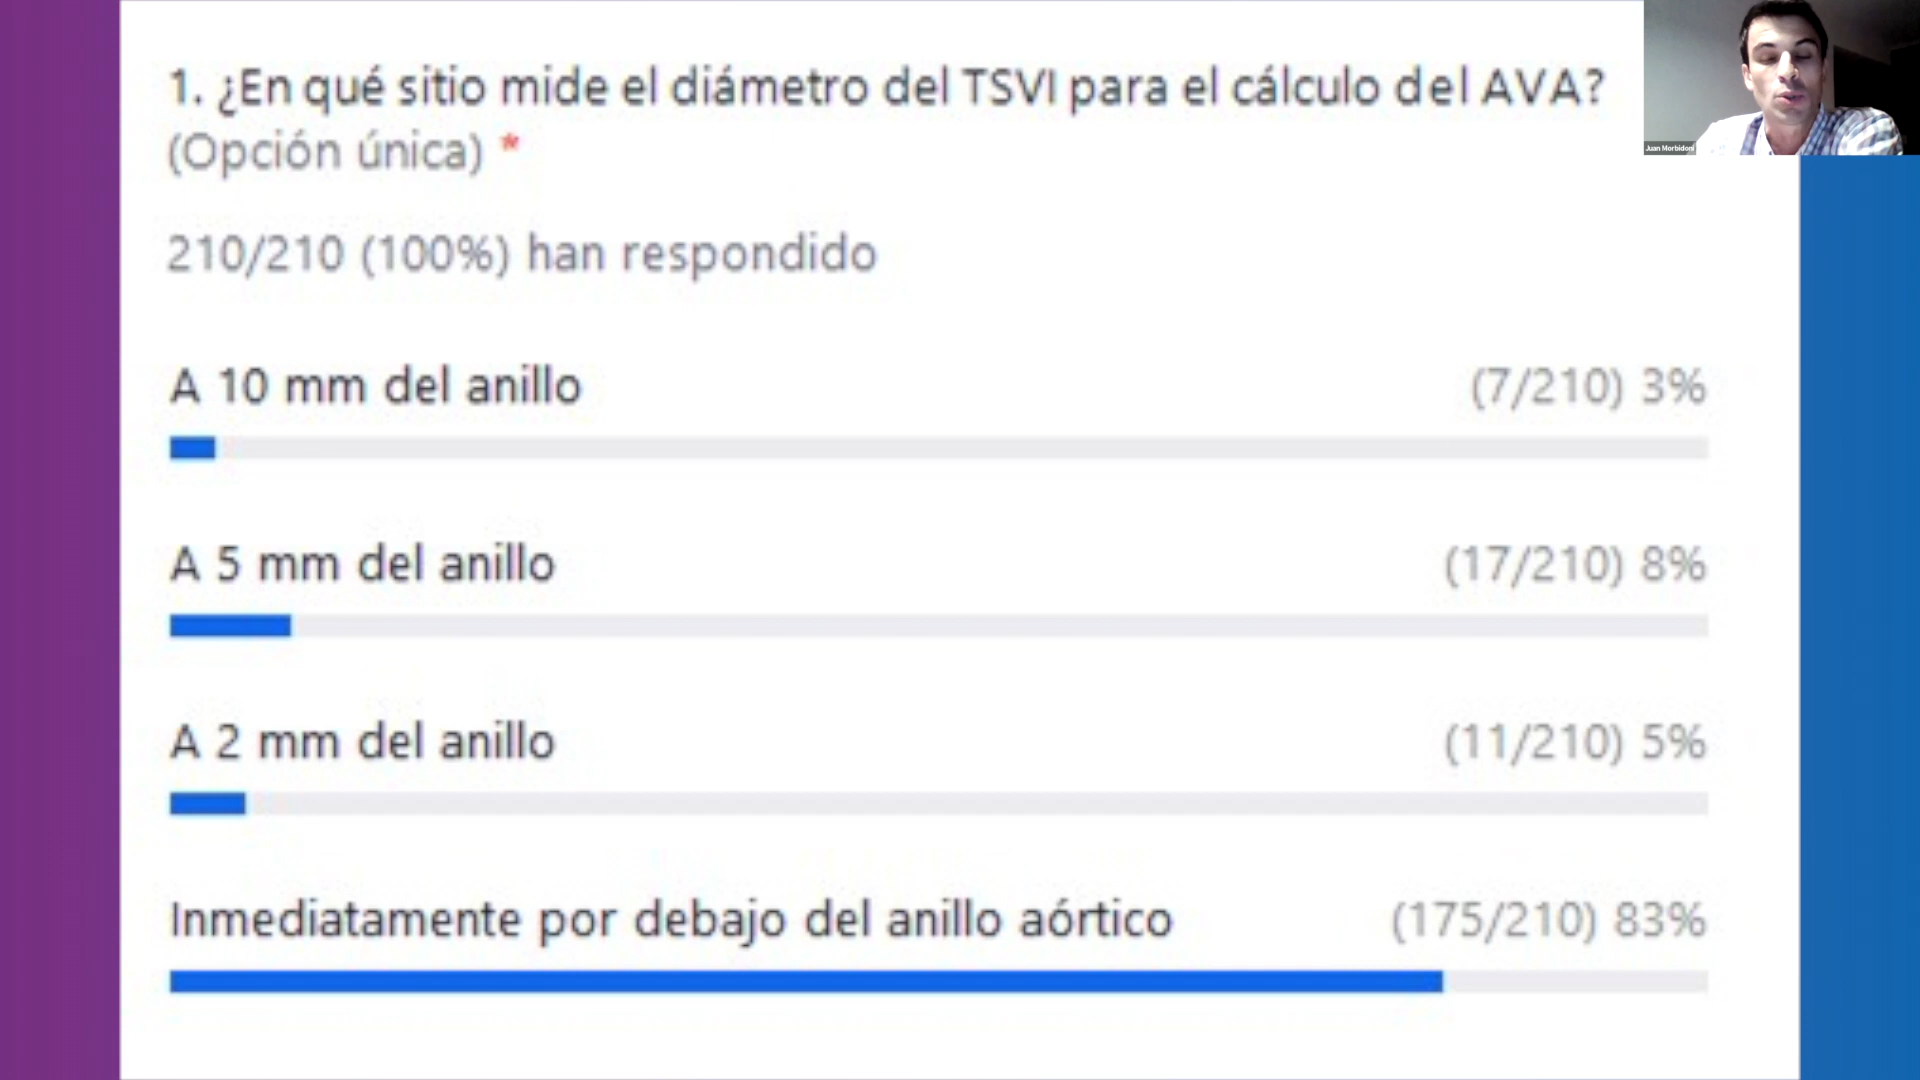 1. ¿En qué sitio mide el diámetro del TSVI para el cálculo del AVA?
(Opción única) *
210/210 (100%) han respondido
A 10 mm del anillo (7/210) 3%
A 5 mm del anillo (17/210) 8%
A 2 mm del anillo (11/210) 5%
Inmediatamente por debajo del anillo aórtico (175/210) 83%
Juan Morbidoni